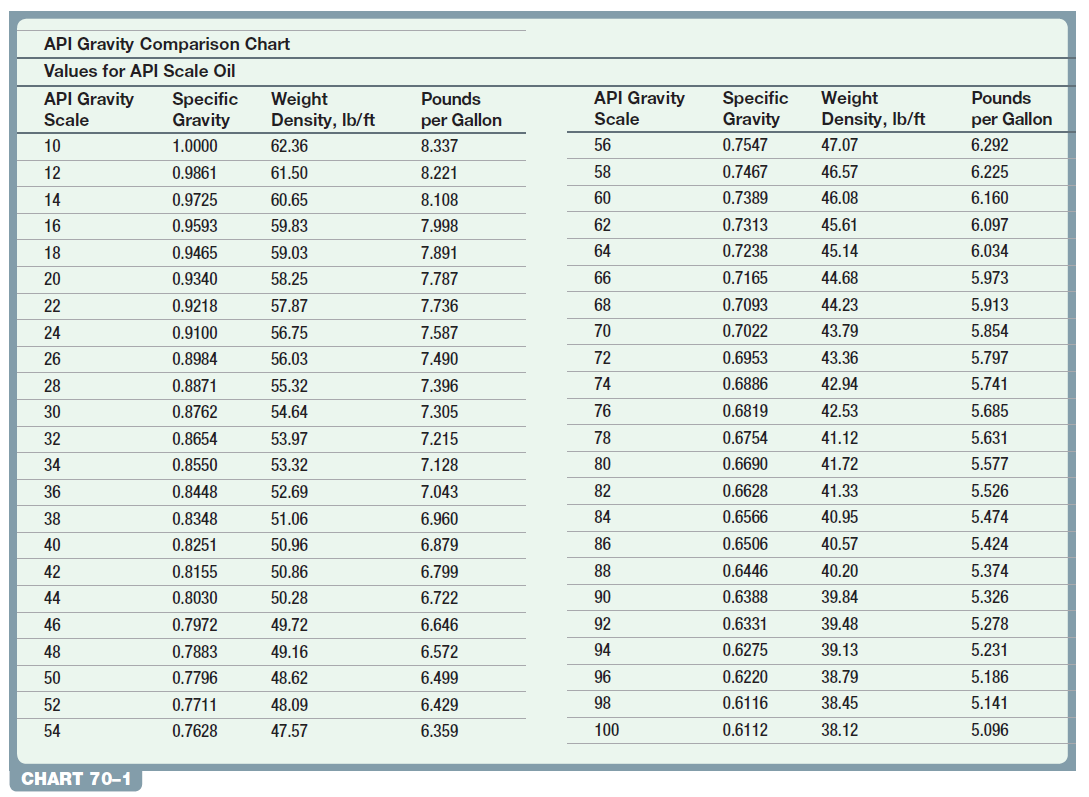 API Gravity Comparison Chart
Values for API Scale Oil
API Gravity Scale Specific Gravity Weight Density, lb/ft Pounds per Gallon
10 1.0000 62.36 8.337
12 0.9861 61.50 8.221
14 0.9725 60.65 8.108
16 0.9593 59.83 7.998
18 0.9465 59.03 7.891
20 0.9340 58.25 7.787
22 0.9218 57.87 7.736
24 0.9100 56.75 7.587
26 0.8984 56.03 7.490
28 0.8871 55.32 7.396
30 0.8762 54.64 7.305
32 0.8654 53.97 7.215
34 0.8550 53.32 7.128
36 0.8448 52.69 7.043
38 0.8348 51.06 6.960
40 0.8251 50.96 6.879
42 0.8155 50.86 6.799
44 0.8030 50.28 6.722
46 0.7972 49.72 6.646
48 0.7883 49.16 6.572
50 0.7796 48.62 6.499
52 0.7711 48.09 6.429
54 0.7628 47.57 6.359
API Gravity Scale Specific Gravity Weight Density, lb/ft Pounds per Gallon
56 0.7547 47.07 6.292
58 0.7467 46.57 6.225
60 0.7389 46.08 6.160
62 0.7313 45.61 6.097
64 0.7238 45.14 6.034
66 0.7165 44.68 5.973
68 0.7093 44.23 5.913
70 0.7022 43.79 5.854
72 0.6953 43.36 5.797
74 0.6886 42.94 5.741
76 0.6819 42.53 5.685
78 0.6754 41.12 5.631
80 0.6690 41.72 5.577
82 0.6628 41.33 5.526
84 0.6566 40.95 5.474
86 0.6506 40.57 5.424
88 0.6446 40.20 5.374
90 0.6388 39.84 5.326
92 0.6331 39.48 5.278
94 0.6275 39.13 5.231
96 0.6220 38.79 5.186
98 0.6116 38.45 5.141
100 0.6112 38.12 5.096
CHART 70–1